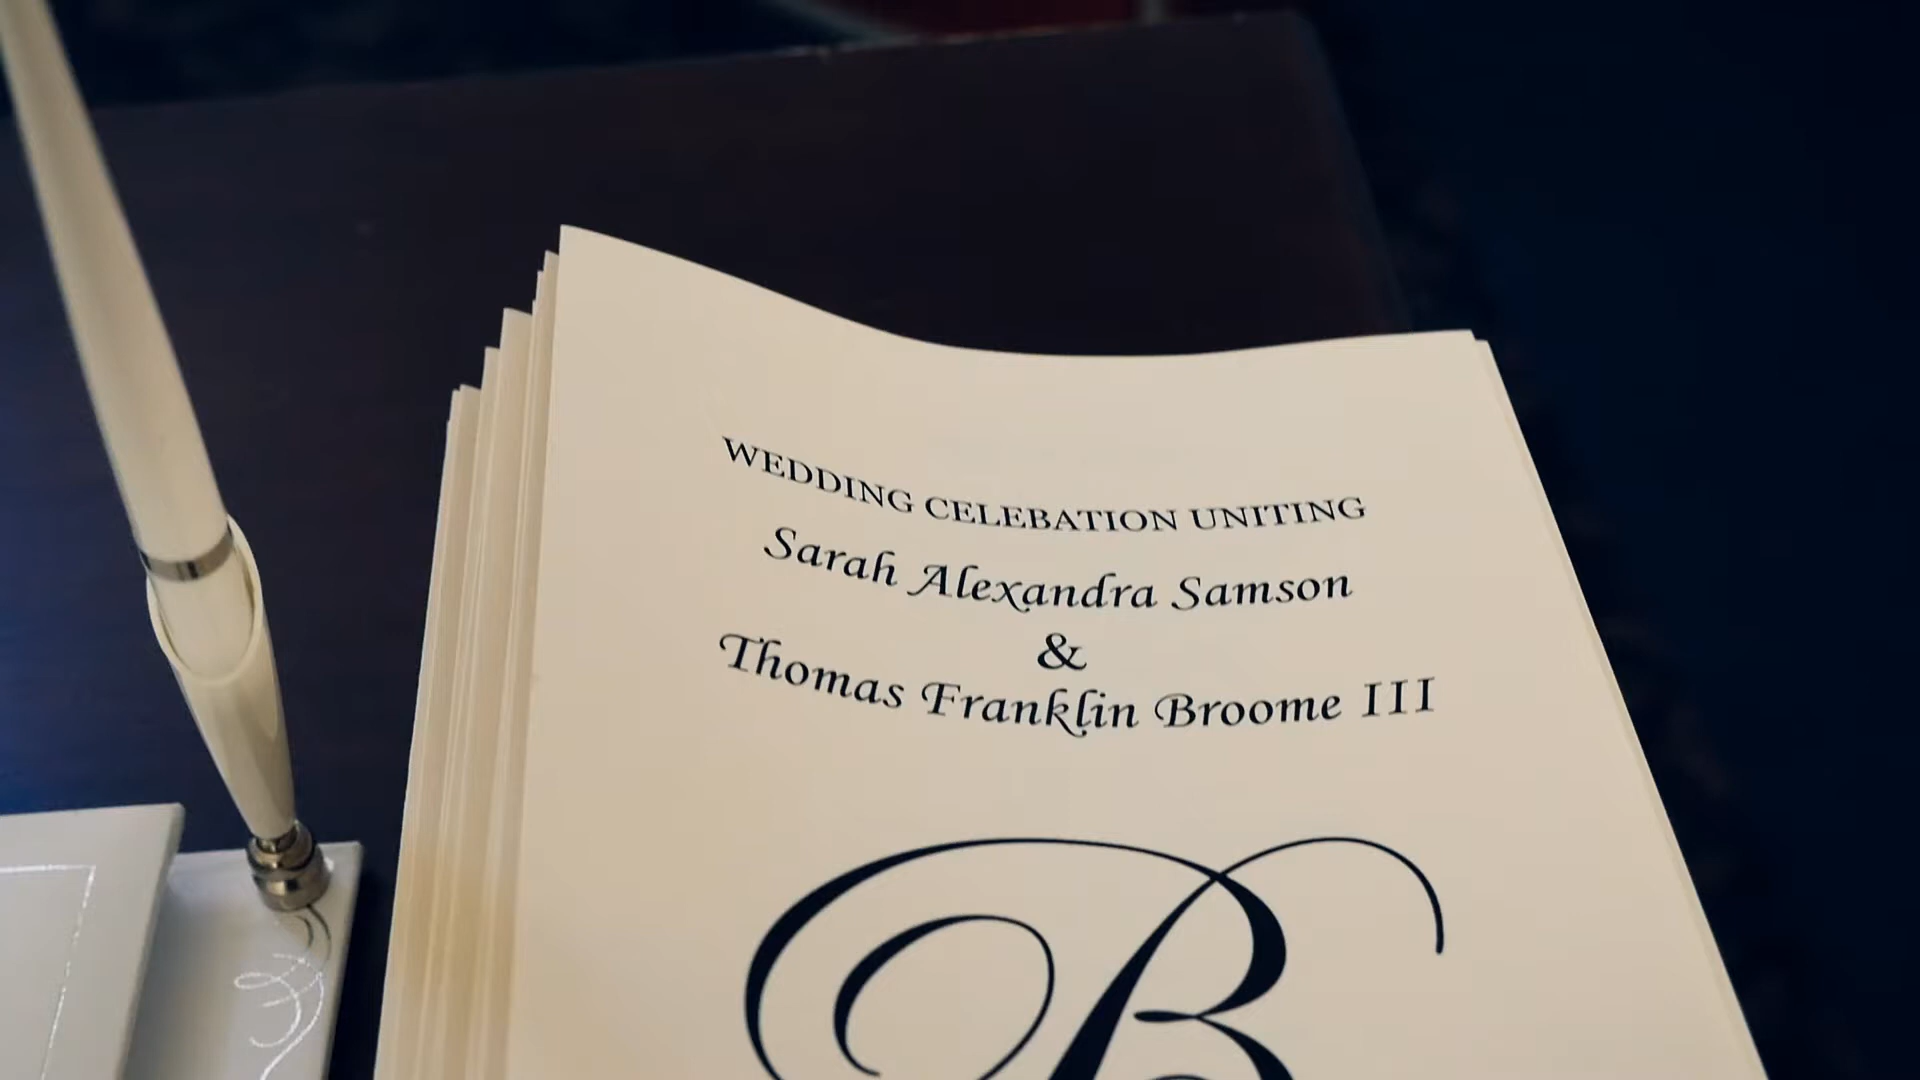 WEDDING CELEBATION UNITING
Sarah Alexandra Samson
&
Thomas Franklin Broome III
B